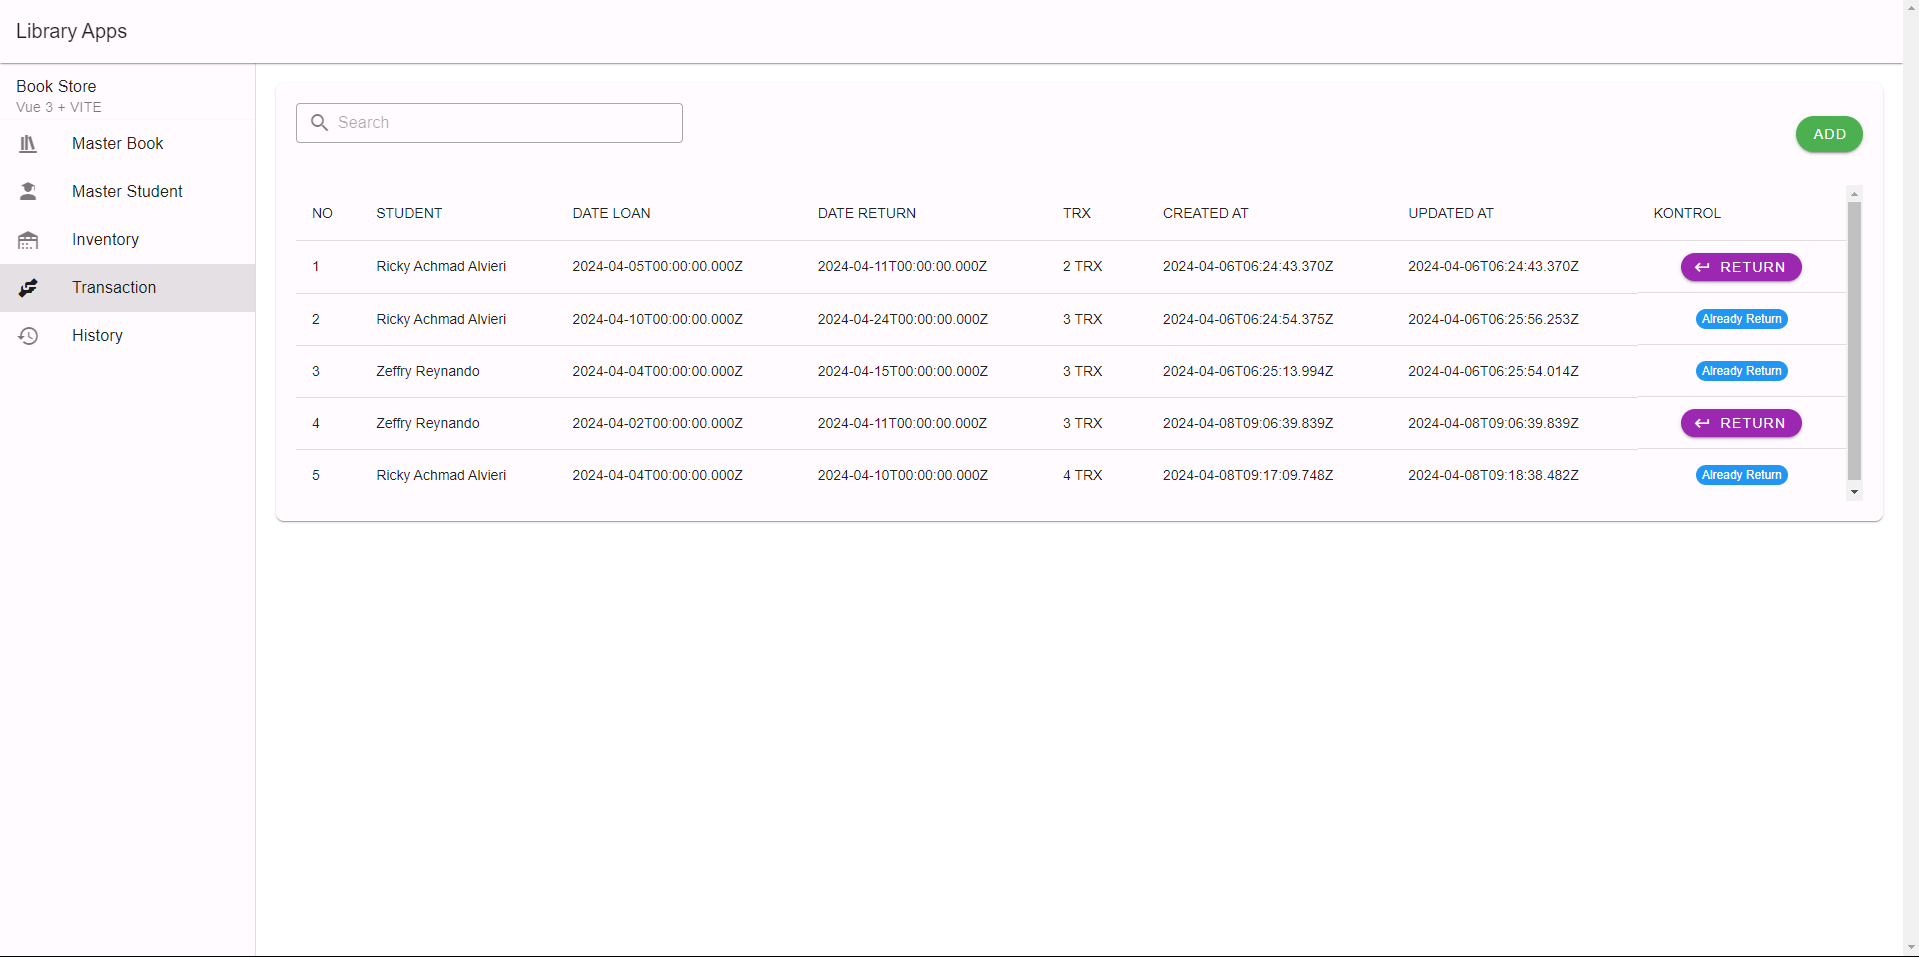 Library Apps
Book Store
Vue 3 + VITE
Master Book
Master Student
Inventory
Transaction
History
Search
ADD
NO STUDENT DATE LOAN DATE RETURN TRX CREATED AT UPDATED AT KONTROL
1 Ricky Achmad Alvieri 2024-04-05T00:00:00.000Z 2024-04-11T00:00:00.000Z 2 TRX 2024-04-06T06:24:43.370Z 2024-04-06T06:24:43.370Z RETURN
2 Ricky Achmad Alvieri 2024-04-10T00:00:00.000Z 2024-04-24T00:00:00.000Z 3 TRX 2024-04-06T06:24:54.375Z 2024-04-06T06:25:56.253Z Already Return
3 Zeffry Reynando 2024-04-04T00:00:00.000Z 2024-04-15T00:00:00.000Z 3 TRX 2024-04-06T06:25:13.994Z 2024-04-06T06:25:54.014Z Already Return
4 Zeffry Reynando 2024-04-02T00:00:00.000Z 2024-04-11T00:00:00.000Z 3 TRX 2024-04-08T09:06:39.839Z 2024-04-08T09:06:39.839Z RETURN
5 Ricky Achmad Alvieri 2024-04-04T00:00:00.000Z 2024-04-10T00:00:00.000Z 4 TRX 2024-04-08T09:17:09.748Z 2024-04-08T09:18:38.482Z Already Return